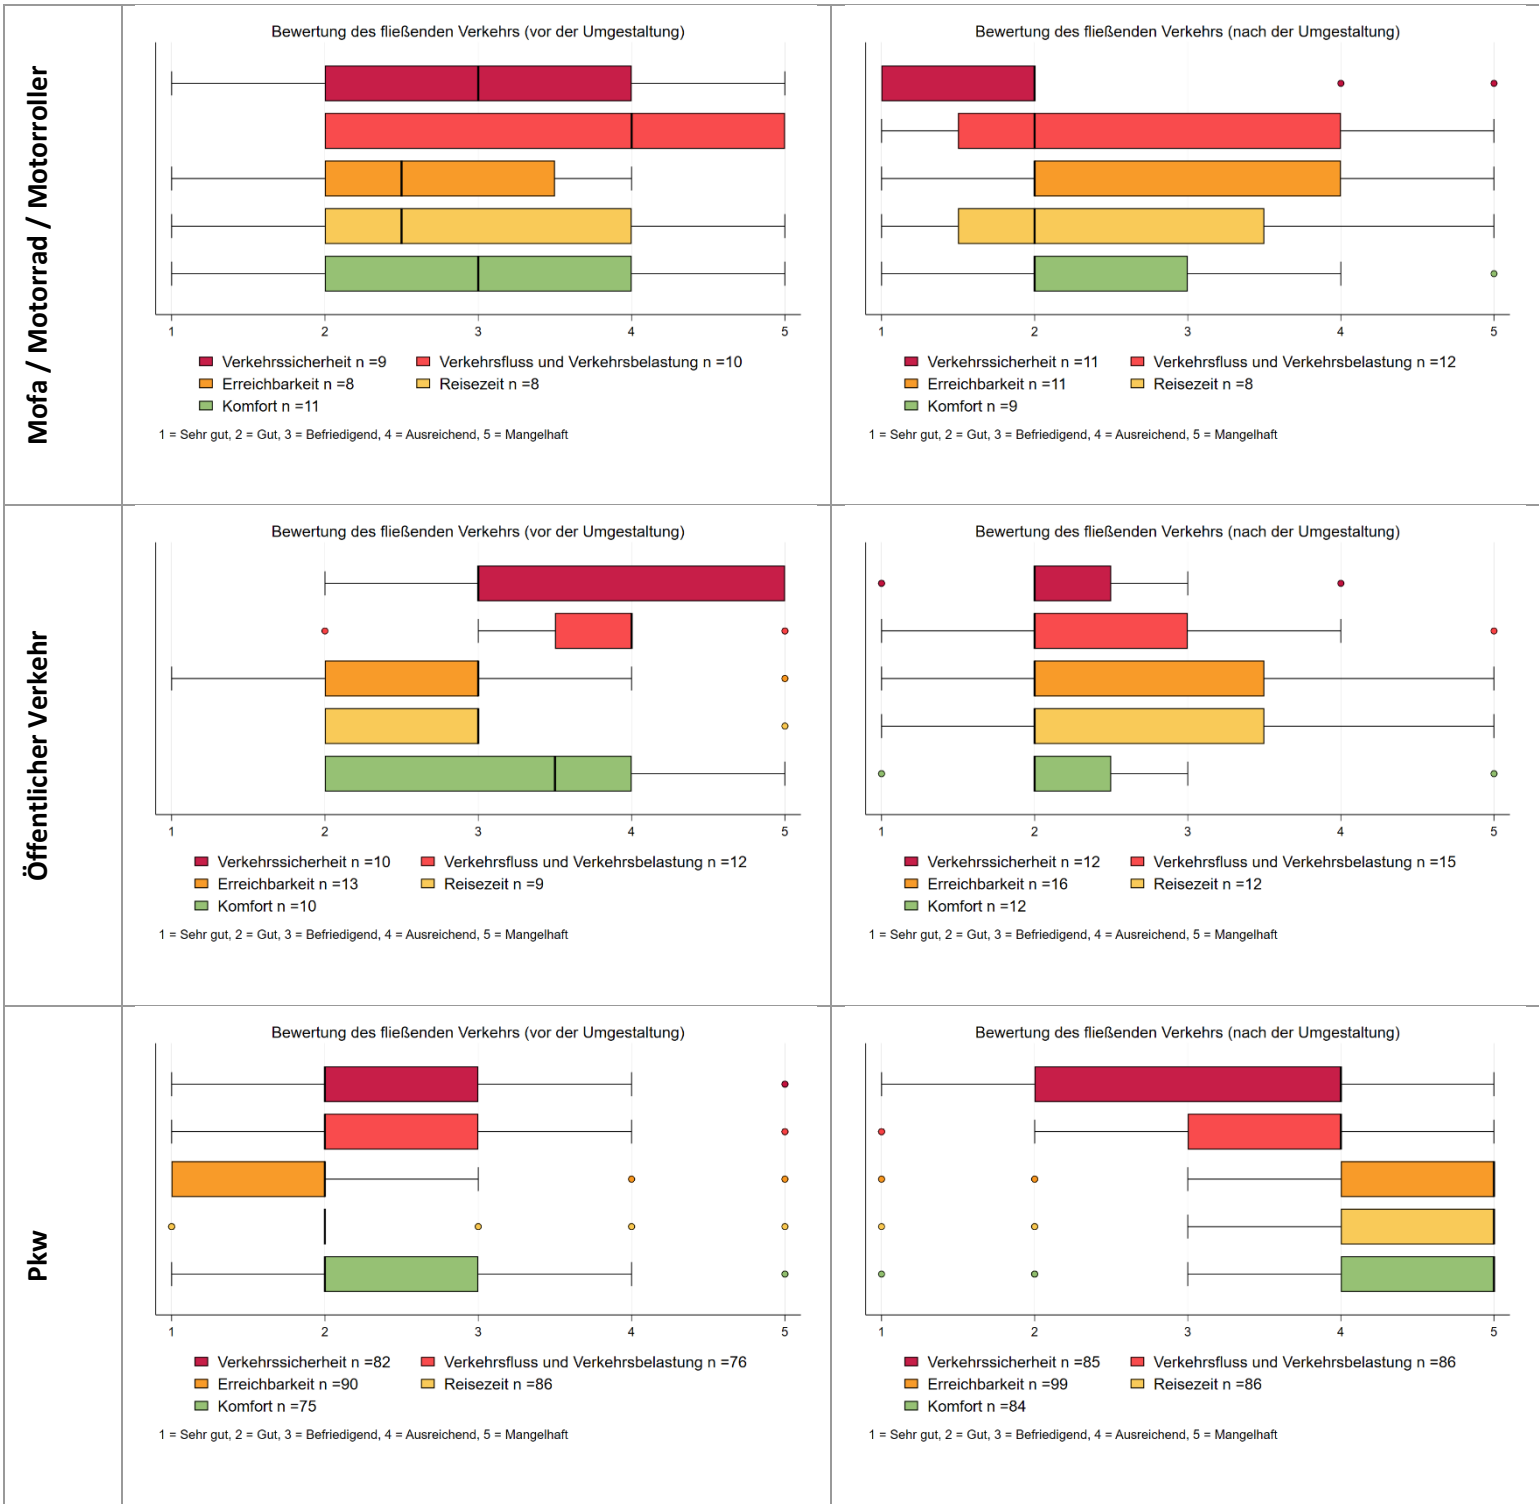 Mofa / Motorrad / Motorroller
Bewertung des fließenden Verkehrs (vor der Umgestaltung)
1 2 3 4 5
Verkehrssicherheit n =9 Verkehrsfluss und Verkehrsbelastung n =10
Erreichbarkeit n =8 Reisezeit n =8
Komfort n =11
1 = Sehr gut, 2 = Gut, 3 = Befriedigend, 4 = Ausreichend, 5 = Mangelhaft
Bewertung des fließenden Verkehrs (nach der Umgestaltung)
1 2 3 4 5
Verkehrssicherheit n =11 Verkehrsfluss und Verkehrsbelastung n =12
Erreichbarkeit n =11 Reisezeit n =8
Komfort n =9
1 = Sehr gut, 2 = Gut, 3 = Befriedigend, 4 = Ausreichend, 5 = Mangelhaft
Öffentlicher Verkehr
Bewertung des fließenden Verkehrs (vor der Umgestaltung)
1 2 3 4 5
Verkehrssicherheit n =10 Verkehrsfluss und Verkehrsbelastung n =12
Erreichbarkeit n =13 Reisezeit n =9
Komfort n =10
1 = Sehr gut, 2 = Gut, 3 = Befriedigend, 4 = Ausreichend, 5 = Mangelhaft
Bewertung des fließenden Verkehrs (nach der Umgestaltung)
1 2 3 4 5
Verkehrssicherheit n =12 Verkehrsfluss und Verkehrsbelastung n =15
Erreichbarkeit n =16 Reisezeit n =12
Komfort n =12
1 = Sehr gut, 2 = Gut, 3 = Befriedigend, 4 = Ausreichend, 5 = Mangelhaft
Pkw
Bewertung des fließenden Verkehrs (vor der Umgestaltung)
1 2 3 4 5
Verkehrssicherheit n =82 Verkehrsfluss und Verkehrsbelastung n =76
Erreichbarkeit n =90 Reisezeit n =86
Komfort n =75
1 = Sehr gut, 2 = Gut, 3 = Befriedigend, 4 = Ausreichend, 5 = Mangelhaft
Bewertung des fließenden Verkehrs (nach der Umgestaltung)
1 2 3 4 5
Verkehrssicherheit n =85 Verkehrsfluss und Verkehrsbelastung n =86
Erreichbarkeit n =99 Reisezeit n =86
Komfort n =84
1 = Sehr gut, 2 = Gut, 3 = Befriedigend, 4 = Ausreichend, 5 = Mangelhaft